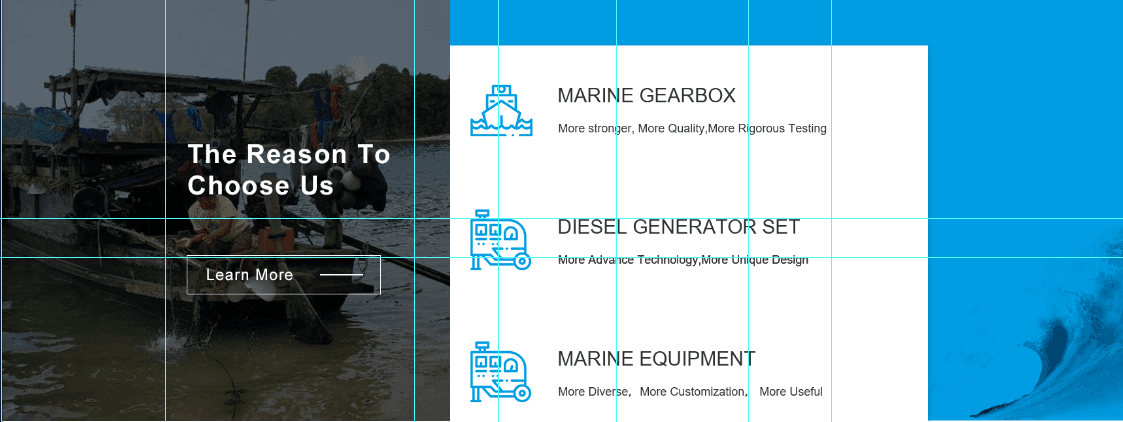 The Reason To
Choose Us
Learn More
MARINE GEARBOX
More stronger, More Quality,More Rigorous Testing
DIESEL GENERATOR SET
More Advance Technology,More Unique Design
MARINE EQUIPMENT
More Diverse, More Customization, More Useful